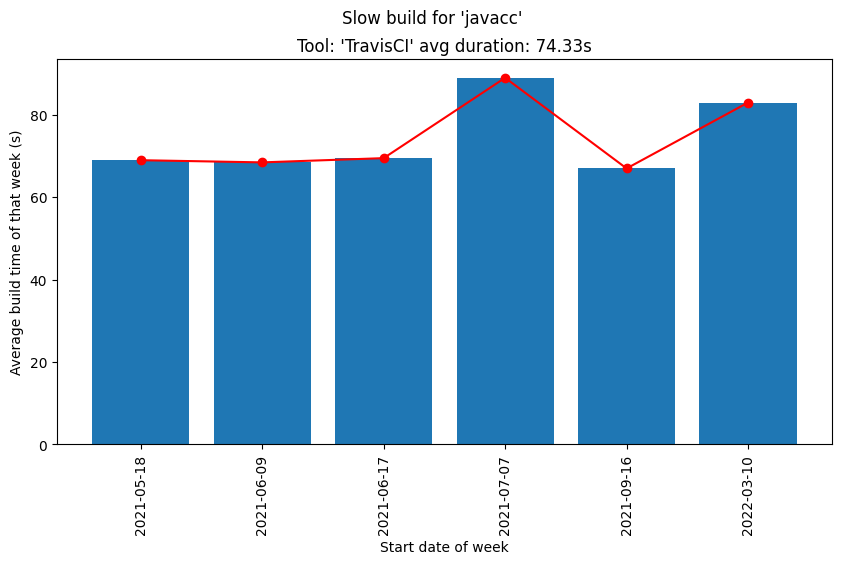 Slow build for 'javacc'
Tool: 'TravisCI' avg duration: 74.33s
Average build time of that week (s)
80
60
40
20
0
2021-05-18
2021-06-09
2021-06-17
2021-07-07
2021-09-16
2022-03-10
Start date of week